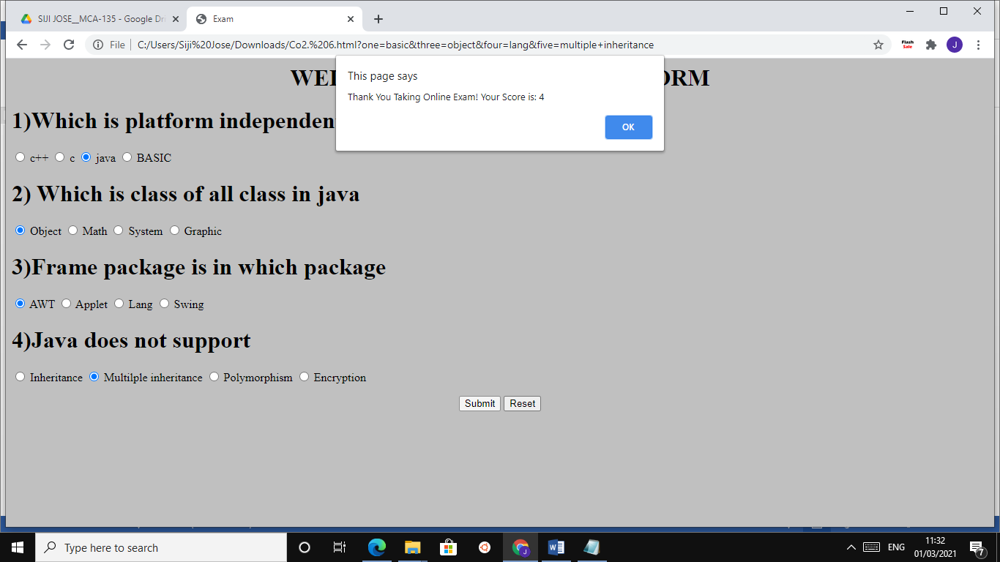 SIJI JOSE__MCA-135 - Google Dr
Exam
File
C:/Users/Siji%20Jose/Downloads/Co2.%206.html?one=basic&three=object&four=lang&five=multiple+inheritance
Flash
Sale
J
This page says
Thank You Taking Online Exam! Your Score is: 4
OK
1)Which is platform independen
c++ c java BASIC
2) Which is class of all class in java
Object Math System Graphic
3)Frame package is in which package
AWT Applet Lang Swing
4)Java does not support
Inheritance Multilple inheritance Polymorphism Encryption
Submit Reset
Type here to search
J
ENG
11:32
01/03/2021
7